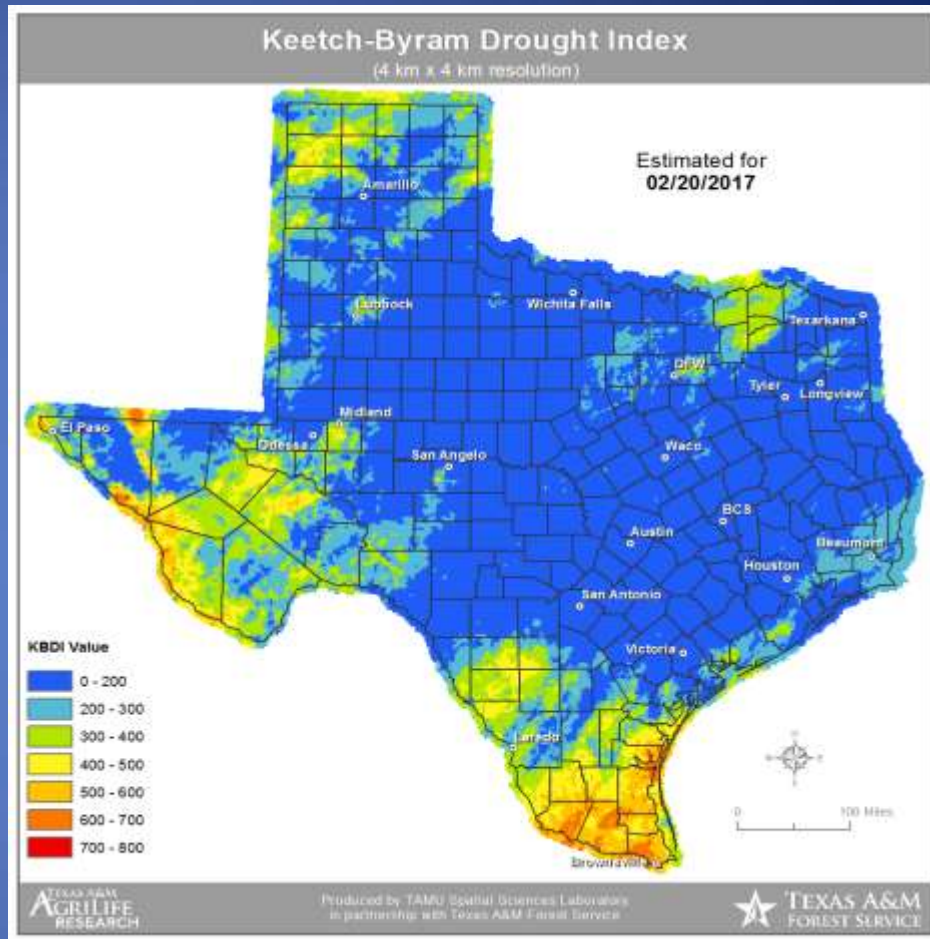 Keetch-Byram Drought Index
(4 km x 4 km resolution)
Estimated for
02/20/2017
Amarillo
Lubbock
Wichita Falls
Texarkana
DFW
Tyler
Longview
Midland
Odessa
El Paso
San Angelo
Waco
BCS
Austin
Beaumont
Houston
San Antonio
Victoria
Laredo
Brownsville
KBDI Value
0 - 200
200 - 300
300 - 400
400 - 500
500 - 600
600 - 700
700 - 800
0 100 Miles
TEXAS A&M
AGRILIFE
RESEARCH
Produced by TAMU Spatial Sciences Laboratory
in partnership with Texas A&M Forest Service
TEXAS A&M
FOREST SERVICE